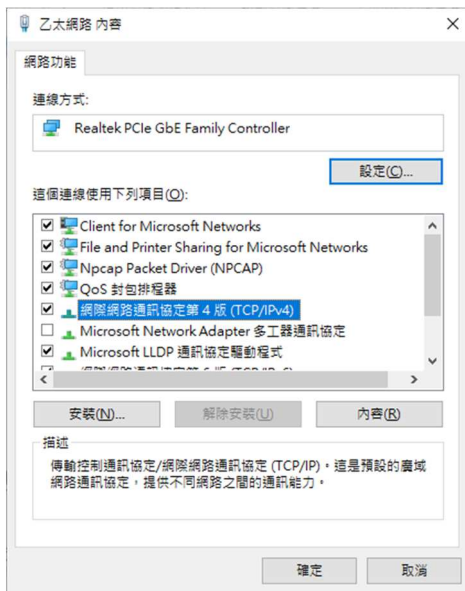 乙太網路 內容
網路功能
連線方式:
Realtek PCIe GbE Family Controller
設定(C)...
這個連線使用下列項目(O):
Client for Microsoft Networks
File and Printer Sharing for Microsoft Networks
Npcap Packet Driver (NPCAP)
QoS 封包排程器
網際網路通訊協定第 4 版 (TCP/IPv4)
Microsoft Network Adapter 多工器通訊協定
Microsoft LLDP 通訊協定驅動程式
安裝(N)...
解除安裝(U)
內容(R)
描述
傳輸控制通訊協定/網際網路通訊協定 (TCP/IP)。這是預設的廣域
網路通訊協定，提供不同網路之間的通訊能力。
確定
取消